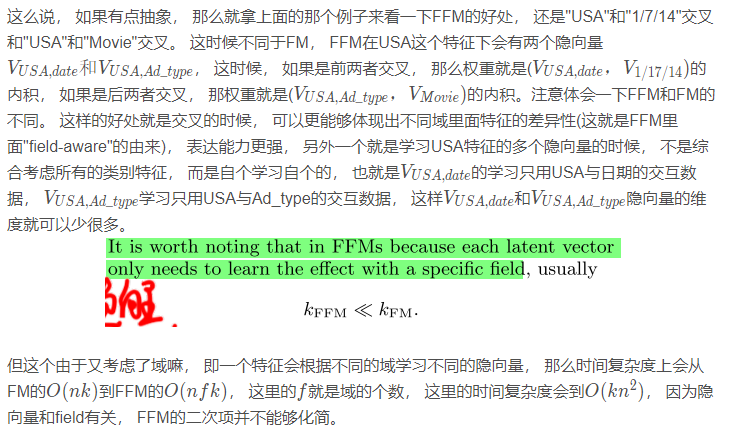 这么说， 如果有点抽象， 那么就拿上面的那个例子来看一下FFM的好处， 还是"USA"和"1/7/14"交叉
和"USA"和"Movie"交叉。 这时候不同于FM， FFM在USA这个特征下会有两个隐向量
V_{USA,date}和V_{USA,Ad_type}， 这时候， 如果是前两者交叉， 那么权重就是(V_{USA,date}， V_{1/17/14})的
内积， 如果是后两者交叉， 那权重就是(V_{USA,Ad_type}， V_{Movie})的内积。注意体会一下FFM和FM的
不同。 这样的好处就是交叉的时候， 可以更能够体现出不同域里面特征的差异性(这就是FFM里
面"field-aware"的由来)， 表达能力更强， 另外一个就是学习USA特征的多个隐向量的时候， 不是综
合考虑所有的类别特征， 而是自个学习自个的， 也就是V_{USA,date}的学习只用USA与日期的交互数
据， V_{USA,Ad_type}学习只用USA与Ad_type的交互数据， 这样V_{USA,date}和V_{USA,Ad_type}隐向量的维
度就可以少很多。
It is worth noting that in FFMs because each latent vector
only needs to learn the effect with a specific field, usually
k_{FFM} ≪ k_{FM}.
但这个由于又考虑了域嘛， 即一个特征会根据不同的域学习不同的隐向量， 那么时间复杂度上会从
FM的O(nk)到FFM的O(nfk)， 这里的f就是域的个数， 这里的时间复杂度会到O(kn²)， 因为隐
向量和field有关， FFM的二次项并不能够化简。